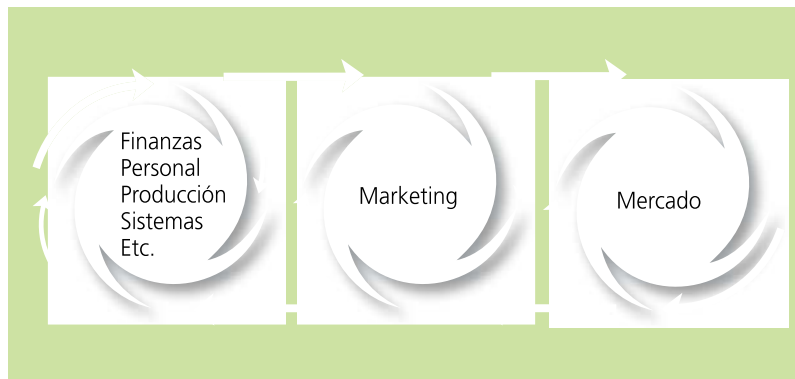 Finanzas
Personal
Producción
Sistemas
Etc.
Marketing
Mercado